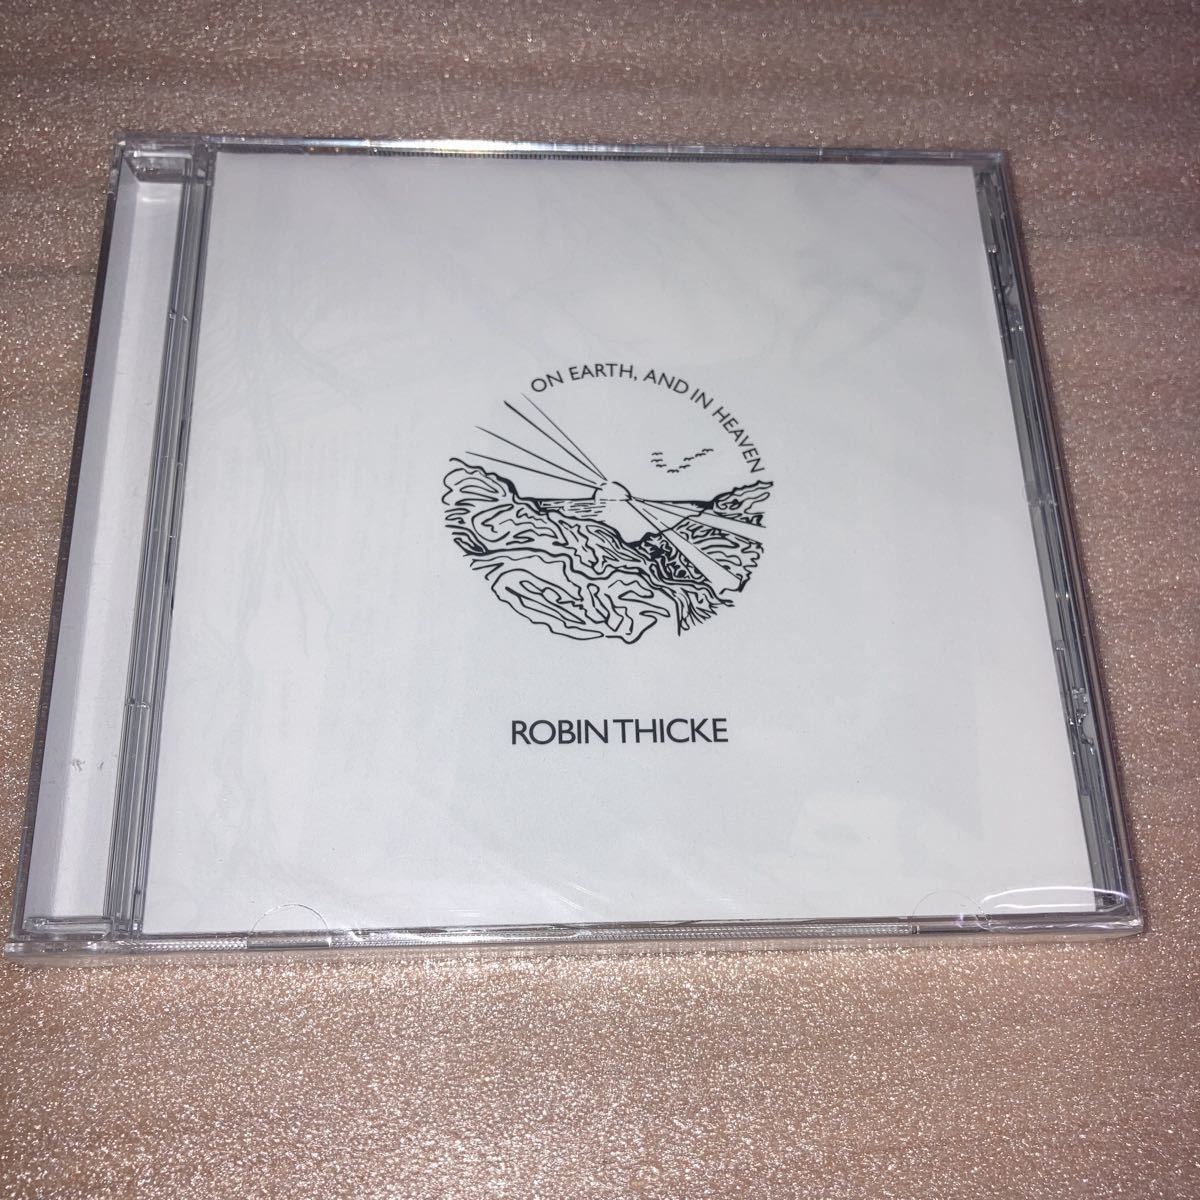 ON EARTH, AND IN HEAVEN
ROBIN THICKE